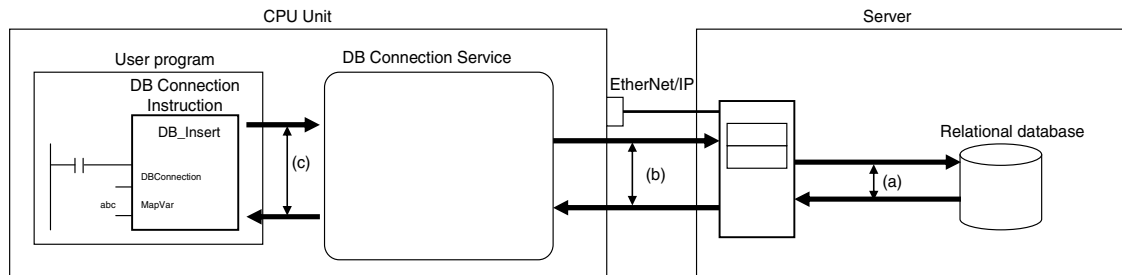 CPU Unit
Server
User program
DB Connection Service
DB Connection
Instruction
EtherNet/IP
DB_Insert
Relational database
(c)
(b)
(a)
DBConnection
abc
MapVar